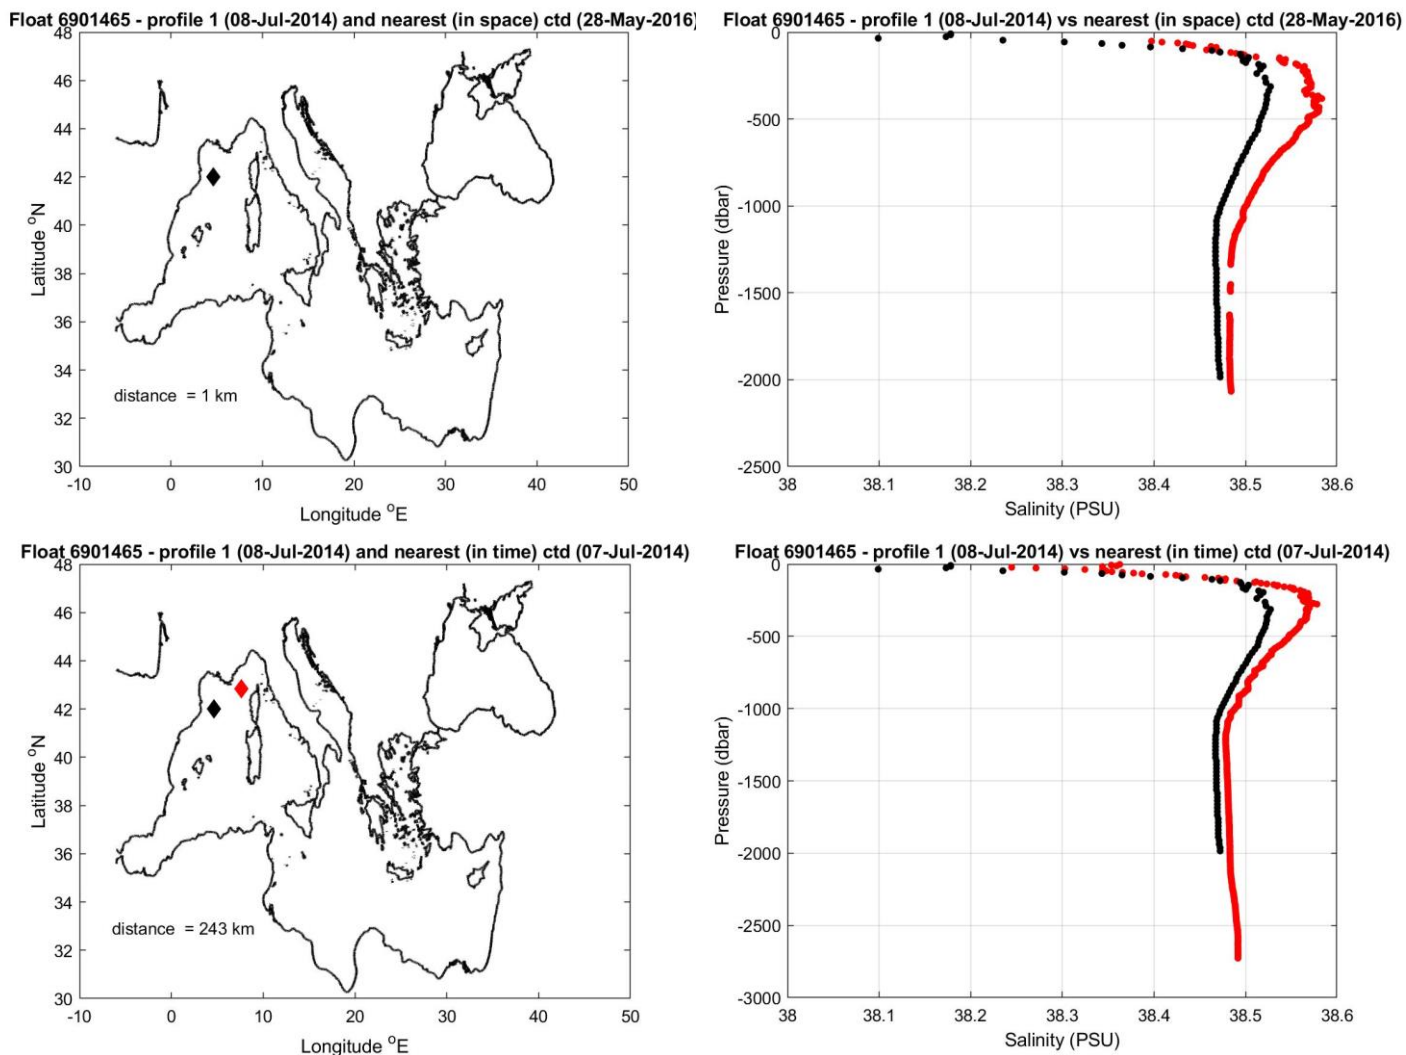 Float 6901465 - profile 1 (08-Jul-2014) and nearest (in space) ctd (28-May-2016)
48
46
44
42
40
38
36
34
32
30
Latitude °N
distance = 1 km
-10 0 10 20 30 40 50
Longitude °E
Float 6901465 - profile 1 (08-Jul-2014) vs nearest (in space) ctd (28-May-2016)
0
-500
-1000
-1500
-2000
-2500
Pressure (dbar)
38 38.1 38.2 38.3 38.4 38.5 38.6
Salinity (PSU)
Float 6901465 - profile 1 (08-Jul-2014) and nearest (in time) ctd (07-Jul-2014)
48
46
44
42
40
38
36
34
32
30
Latitude °N
distance = 243 km
-10 0 10 20 30 40 50
Longitude °E
Float 6901465 - profile 1 (08-Jul-2014) vs nearest (in time) ctd (07-Jul-2014)
0
-500
-1000
-1500
-2000
-2500
-3000
Pressure (dbar)
38 38.1 38.2 38.3 38.4 38.5 38.6
Salinity (PSU)